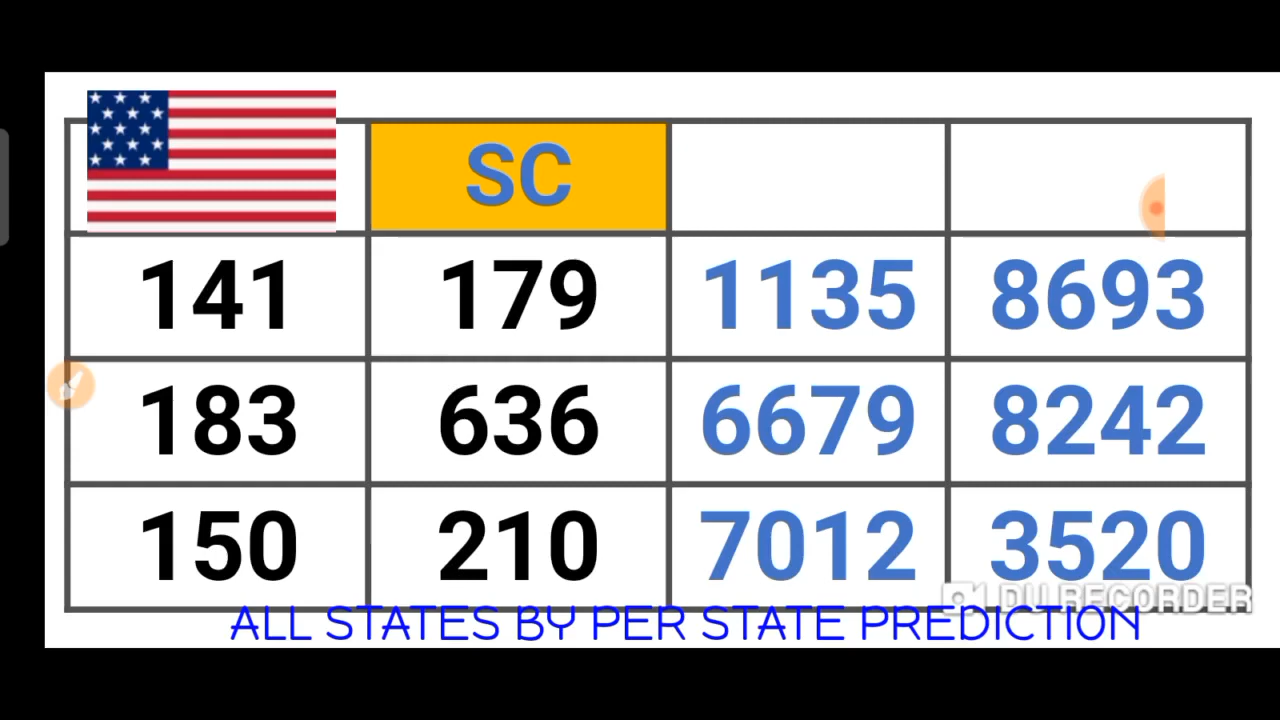 SC
141 179 1135 8693
183 636 6679 8242
150 210 7012 3520
DU RECORDER
ALL STATES BY PER STATE PREDICTION